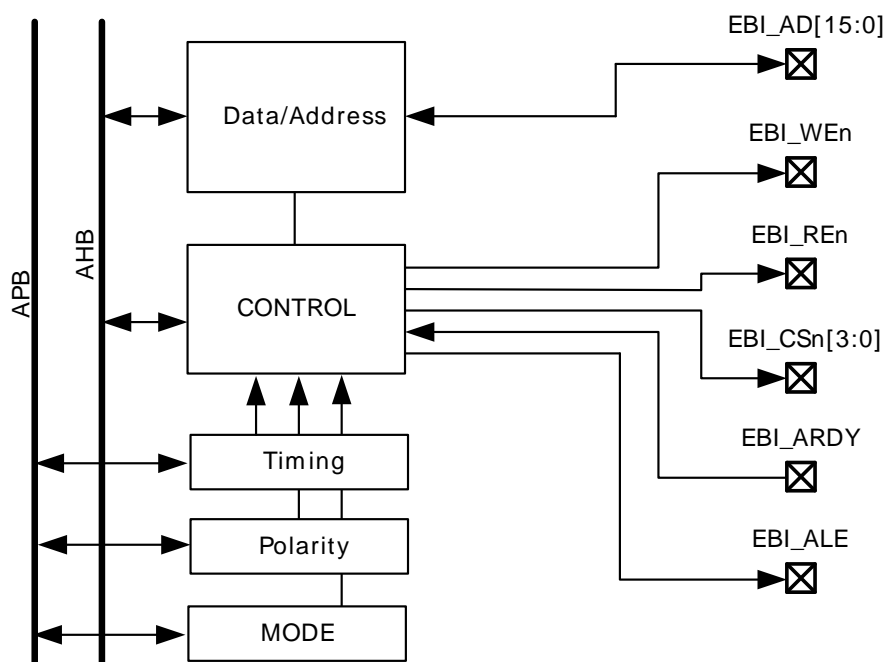 EBI_AD[15:0]
Data/Address
EBI_WEn
EBI_REn
AHB
APB
CONTROL
EBI_CSn[3:0]
EBI_ARDY
Timing
Polarity
EBI_ALE
MODE